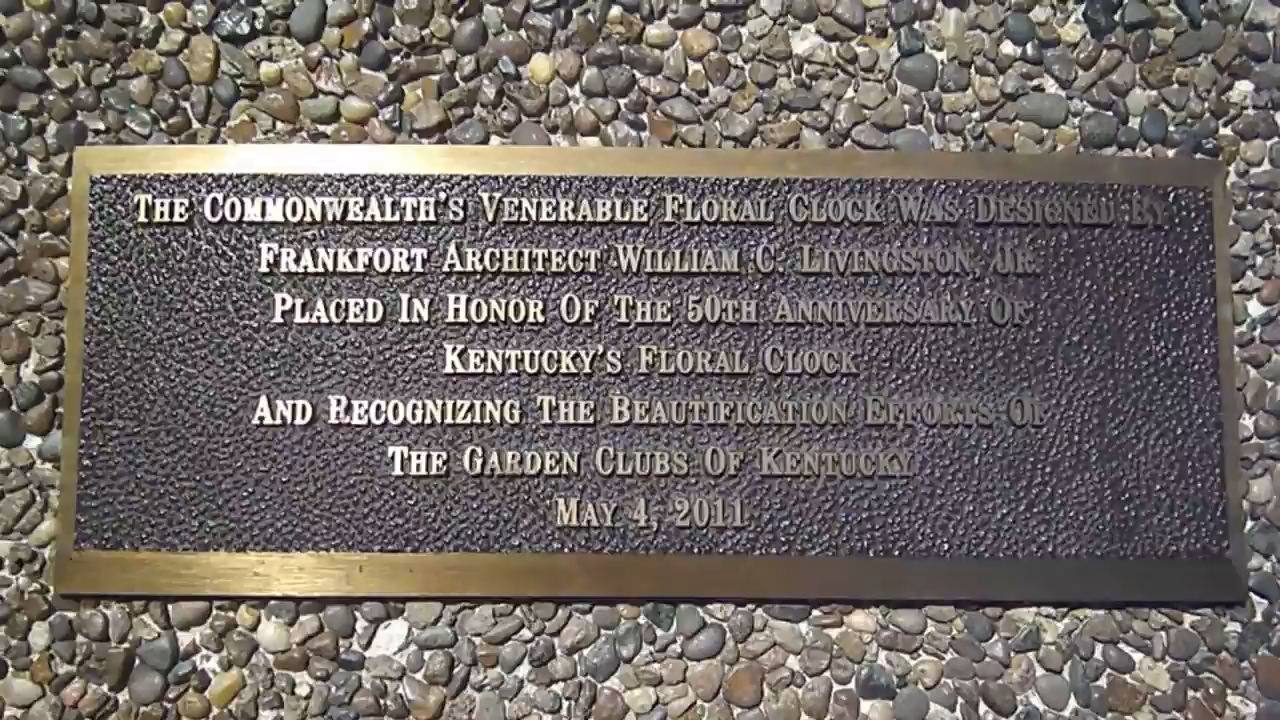 The Commonwealth's Venerable Floral Clock Was Designed By
Frankfort Architect William C. Livingston, Jr.
Placed In Honor Of The 50th Anniversary Of
Kentucky's Floral Clock
And Recognizing The Beautification Efforts Of
The Garden Clubs Of Kentucky
May 4, 2011